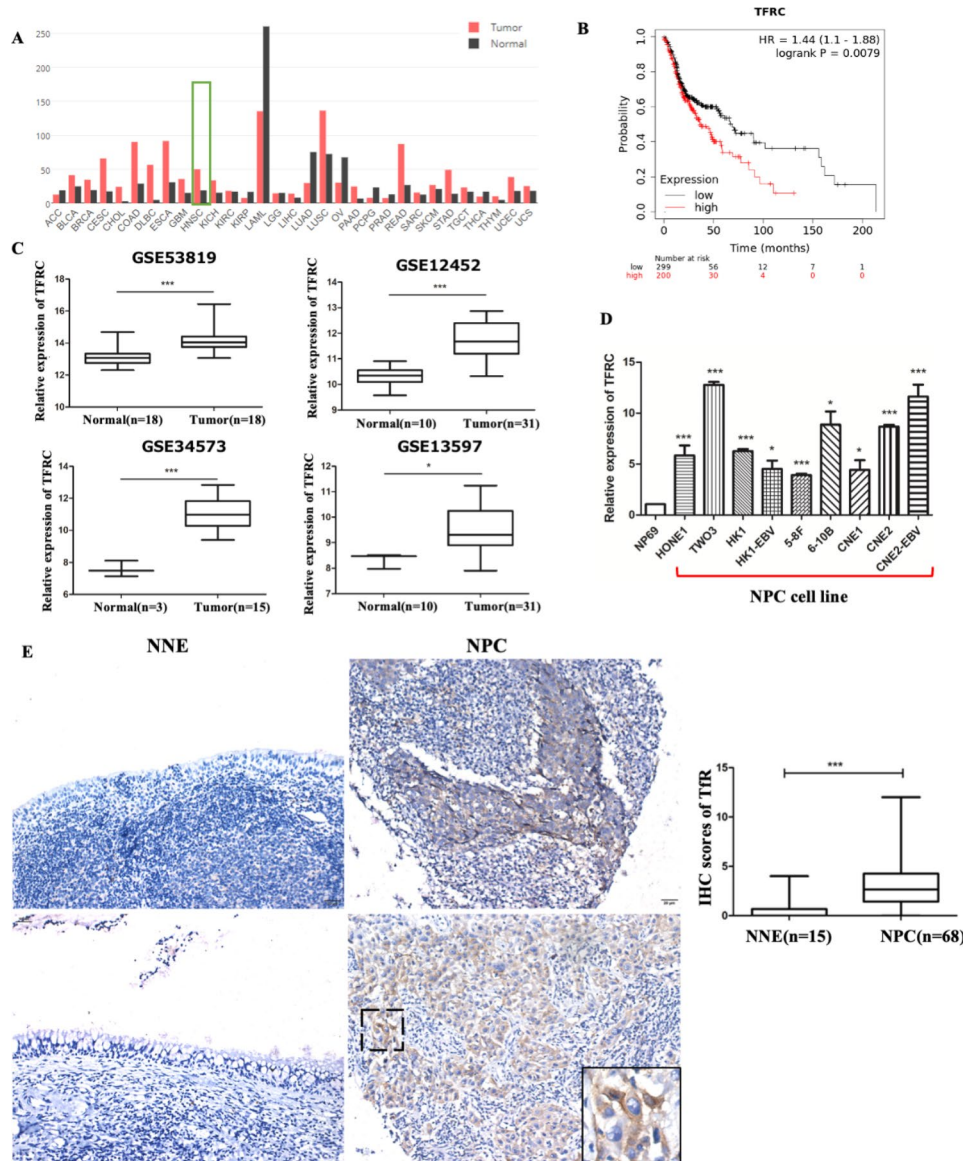 A
Tumor
Normal
250
200
150
100
50
0
ACC
BLCA
BRCA
CESC
CHOL
COAD
DLBC
ESCA
GBM
HNSC
KICH
KIRC
KIRP
LAML
LGG
LIHC
LUAD
LUSC
OV
PAAD
PCPG
PRAD
READ
SARC
SKCM
STAD
TGCT
THCA
THYM
UCEC
UCS
B
TFRC
HR = 1.44 (1.1 - 1.88)
logrank P = 0.0079
Probability
1.0
0.8
0.6
0.4
0.2
0.0
Expression
low
high
0 50 100 150 200
Time (months)
Number at risk
low 299 56 12 7 1
high 200 30 4 0 0
C
GSE53819
Relative expression of TFRC
18
16
14
12
10
***
Normal(n=18) Tumor(n=18)
GSE12452
Relative expression of TFRC
14
13
12
11
10
9
***
Normal(n=10) Tumor(n=31)
GSE34573
Relative expression of TFRC
14
12
10
8
6
***
Normal(n=3) Tumor(n=15)
GSE13597
Relative expression of TFRC
12
11
10
9
8
7
*
Normal(n=10) Tumor(n=31)
D
Relative expression of TFRC
15
10
5
0
*** *** *** * *** * * *** ***
NP69
HONE1
TWO3
HK1
HK1-EBV
5-8F
6-10B
CNE1
CNE2
CNE2-EBV
NPC cell line
E
NNE NPC
IHC scores of TfR
15
10
5
0
***
NNE(n=15) NPC(n=68)